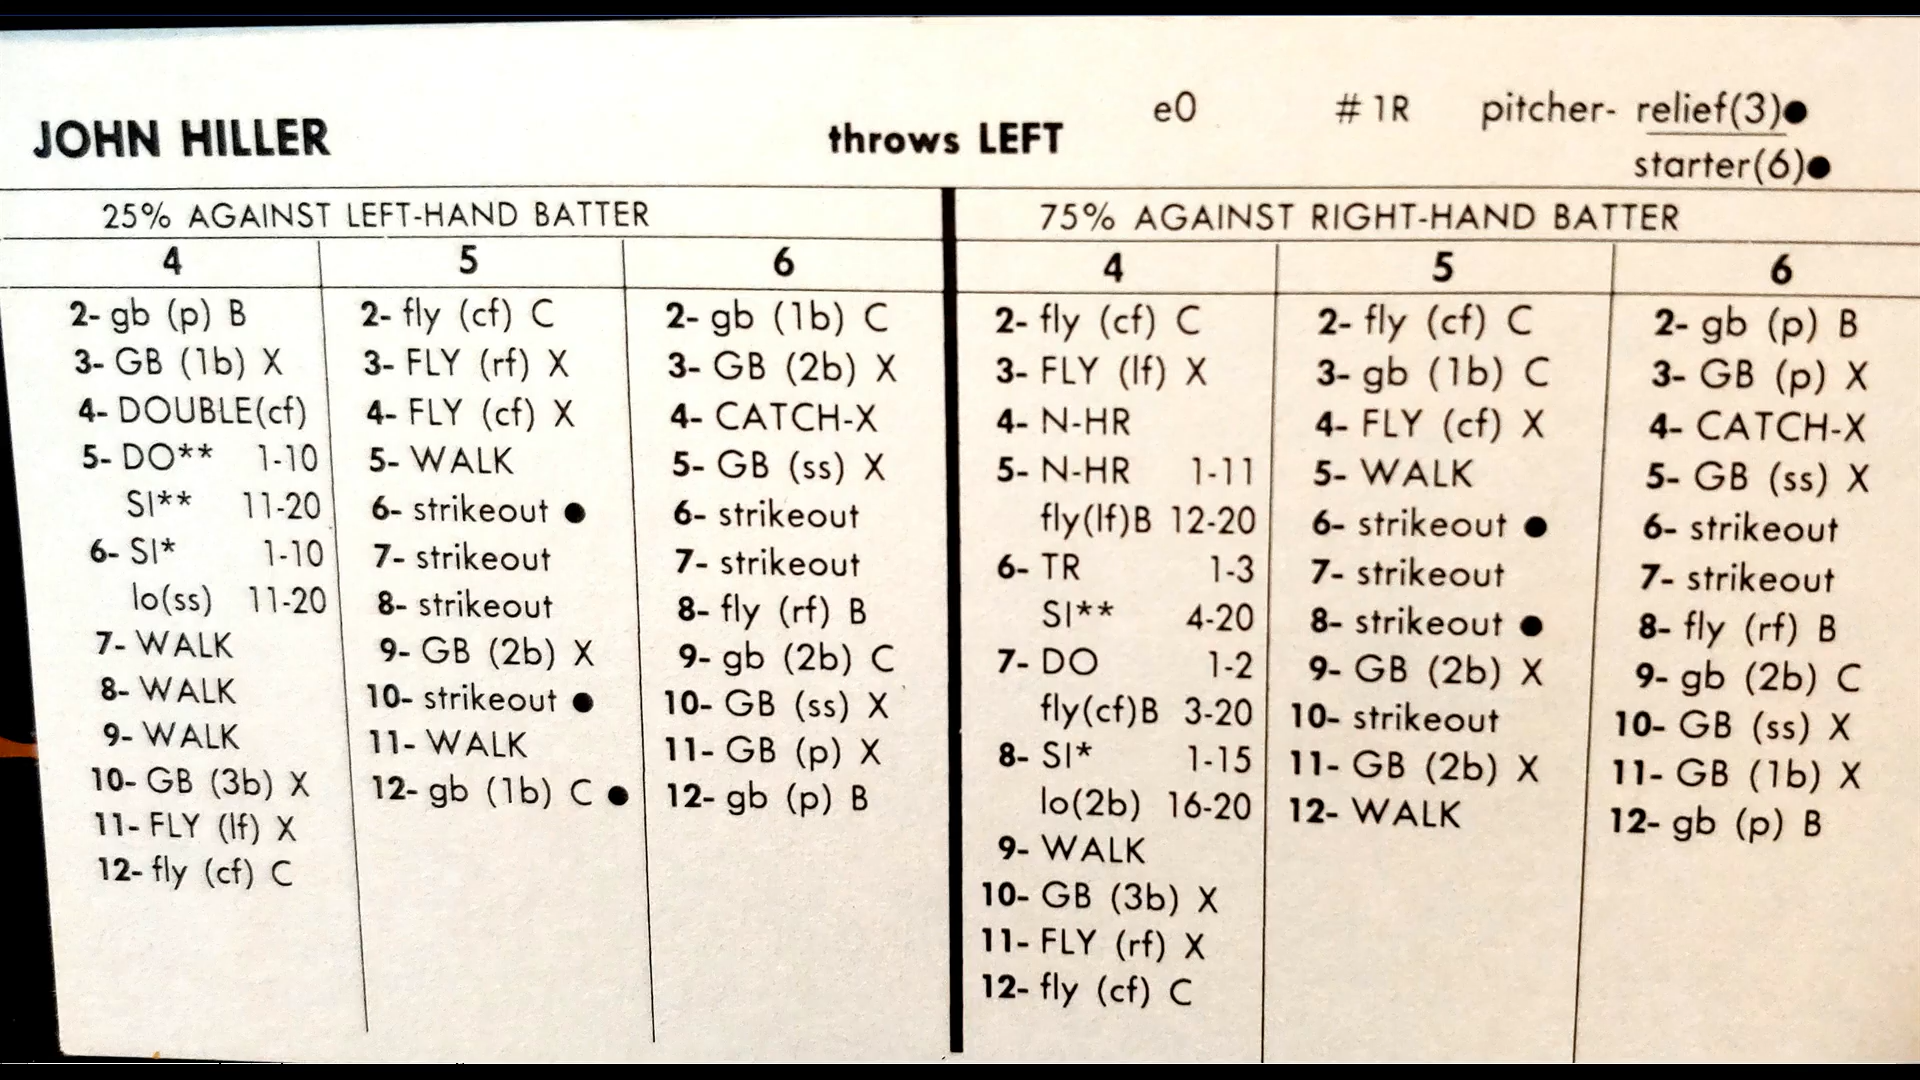 JOHN HILLER throws LEFT e0 # 1R pitcher- relief(3)●
starter(6)●
25% AGAINST LEFT-HAND BATTER
4
2- gb (p) B
3- GB (1b) X
4- DOUBLE(cf)
5- DO** 1-10
SI** 11-20
6- SI* 1-10
lo(ss) 11-20
7- WALK
8- WALK
9- WALK
10- GB (3b) X
11- FLY (lf) X
12- fly (cf) C
5
2- fly (cf) C
3- FLY (rf) X
4- FLY (cf) X
5- WALK
6- strikeout ●
7- strikeout
8- strikeout
9- GB (2b) X
10- strikeout ●
11- WALK
12- gb (1b) C ●
6
2- gb (1b) C
3- GB (2b) X
4- CATCH-X
5- GB (ss) X
6- strikeout
7- strikeout
8- fly (rf) B
9- gb (2b) C
10- GB (ss) X
11- GB (p) X
12- gb (p) B
75% AGAINST RIGHT-HAND BATTER
4
2- fly (cf) C
3- FLY (lf) X
4- N-HR
5- N-HR 1-11
fly(lf)B 12-20
6- TR 1-3
SI** 4-20
7- DO 1-2
fly(cf)B 3-20
8- SI* 1-15
lo(2b) 16-20
9- WALK
10- GB (3b) X
11- FLY (rf) X
12- fly (cf) C
5
2- fly (cf) C
3- gb (1b) C
4- FLY (cf) X
5- WALK
6- strikeout ●
7- strikeout
8- strikeout ●
9- GB (2b) X
10- strikeout
11- GB (2b) X
12- WALK
6
2- gb (p) B
3- GB (p) X
4- CATCH-X
5- GB (ss) X
6- strikeout
7- strikeout
8- fly (rf) B
9- gb (2b) C
10- GB (ss) X
11- GB (1b) X
12- gb (p) B